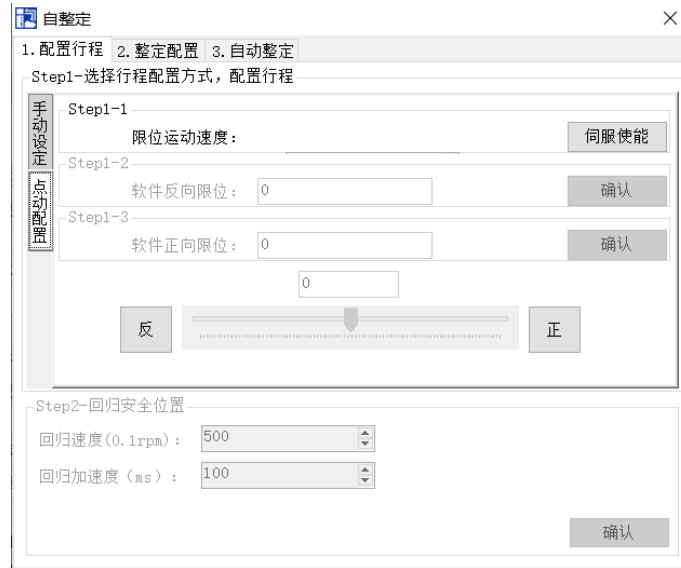 自整定
1.配置行程 2.整定配置 3.自动整定
Step1-选择行程配置方式，配置行程
手动设定
点动配置
Step1-1
限位运动速度：
伺服使能
Step1-2
软件反向限位： 0
确认
Step1-3
软件正向限位： 0
确认
0
反
正
Step2-回归安全位置
回归速度(0.1rpm)： 500
回归加速度（ms）： 100
确认